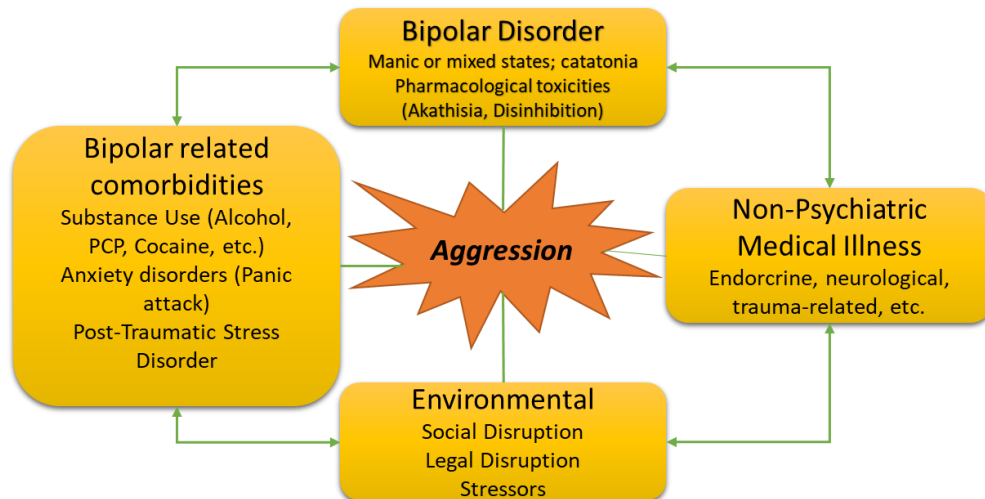 Bipolar Disorder
Manic or mixed states; catatonia
Pharmacological toxicities
(Akathisia, Disinhibition)
Bipolar related
comorbidities
Substance Use (Alcohol,
PCP, Cocaine, etc.)
Anxiety disorders (Panic
attack)
Post-Traumatic Stress
Disorder
Aggression
Non-Psychiatric
Medical Illness
Endorcrine, neurological,
trauma-related, etc.
Environmental
Social Disruption
Legal Disruption
Stressors